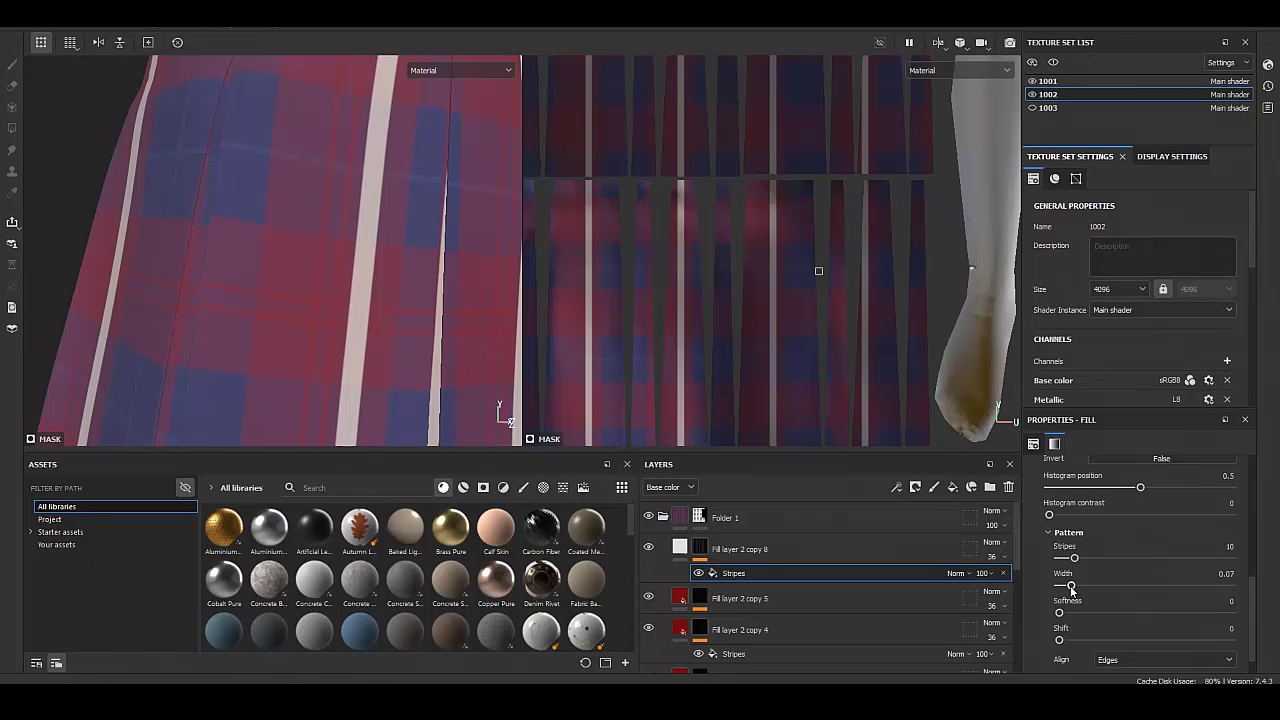 Material
Material
MASK
MASK
Y
Z
Y
U
TEXTURE SET LIST
Settings
1001 Main shader
1002 Main shader
1003 Main shader
TEXTURE SET SETTINGS
DISPLAY SETTINGS
GENERAL PROPERTIES
Name 1002
Description Description
Size 4096 4096
Shader Instance Main shader
CHANNELS
Channels
Base color sRGB8
Metallic L8
PROPERTIES - FILL
Invert False
Histogram position 0.5
Histogram contrast 0
Pattern
Stripes 10
Width 0.07
Softness 0
Shift 0
Align Edges
ASSETS
FILTER BY PATH
All libraries
Project
Starter assets
Your assets
All libraries
Search
Aluminium...
Aluminium...
Artificial Le...
Autumn L...
Baked Lig...
Brass Pure
Calf Skin
Carbon Fiber
Coated Me...
Cobalt Pure
Concrete B...
Concrete C...
Concrete ...
Concrete S...
Concrete S...
Copper Pure
Denim Rivet
Fabric Ba...
LAYERS
Base color
Folder 1 Norm 100
Fill layer 2 copy 8 Norm 36
Stripes Norm 100
Fill layer 2 copy 5 Norm 36
Fill layer 2 copy 4 Norm 36
Stripes Norm 100
Norm
Cache Disk Usage: 80% | Version: 7.4.3